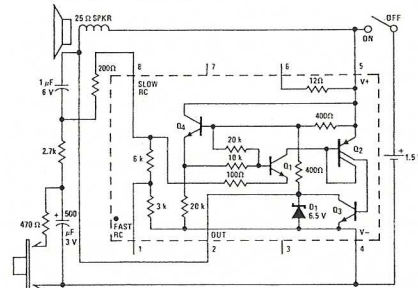 25 Ω SPKR
OFF
ON
1 μF
6 V
200Ω
8
7
6
5
SLOW
RC
12Ω
V+
Q4
400Ω
20 k
10 k
100Ω
Q1
Q2
400Ω
2.7k
6 k
1.5
470Ω
500
μF
3 V
3 k
20 k
D1
6.5 V
Q3
FAST
RC
OUT
V−
1
2
3
4